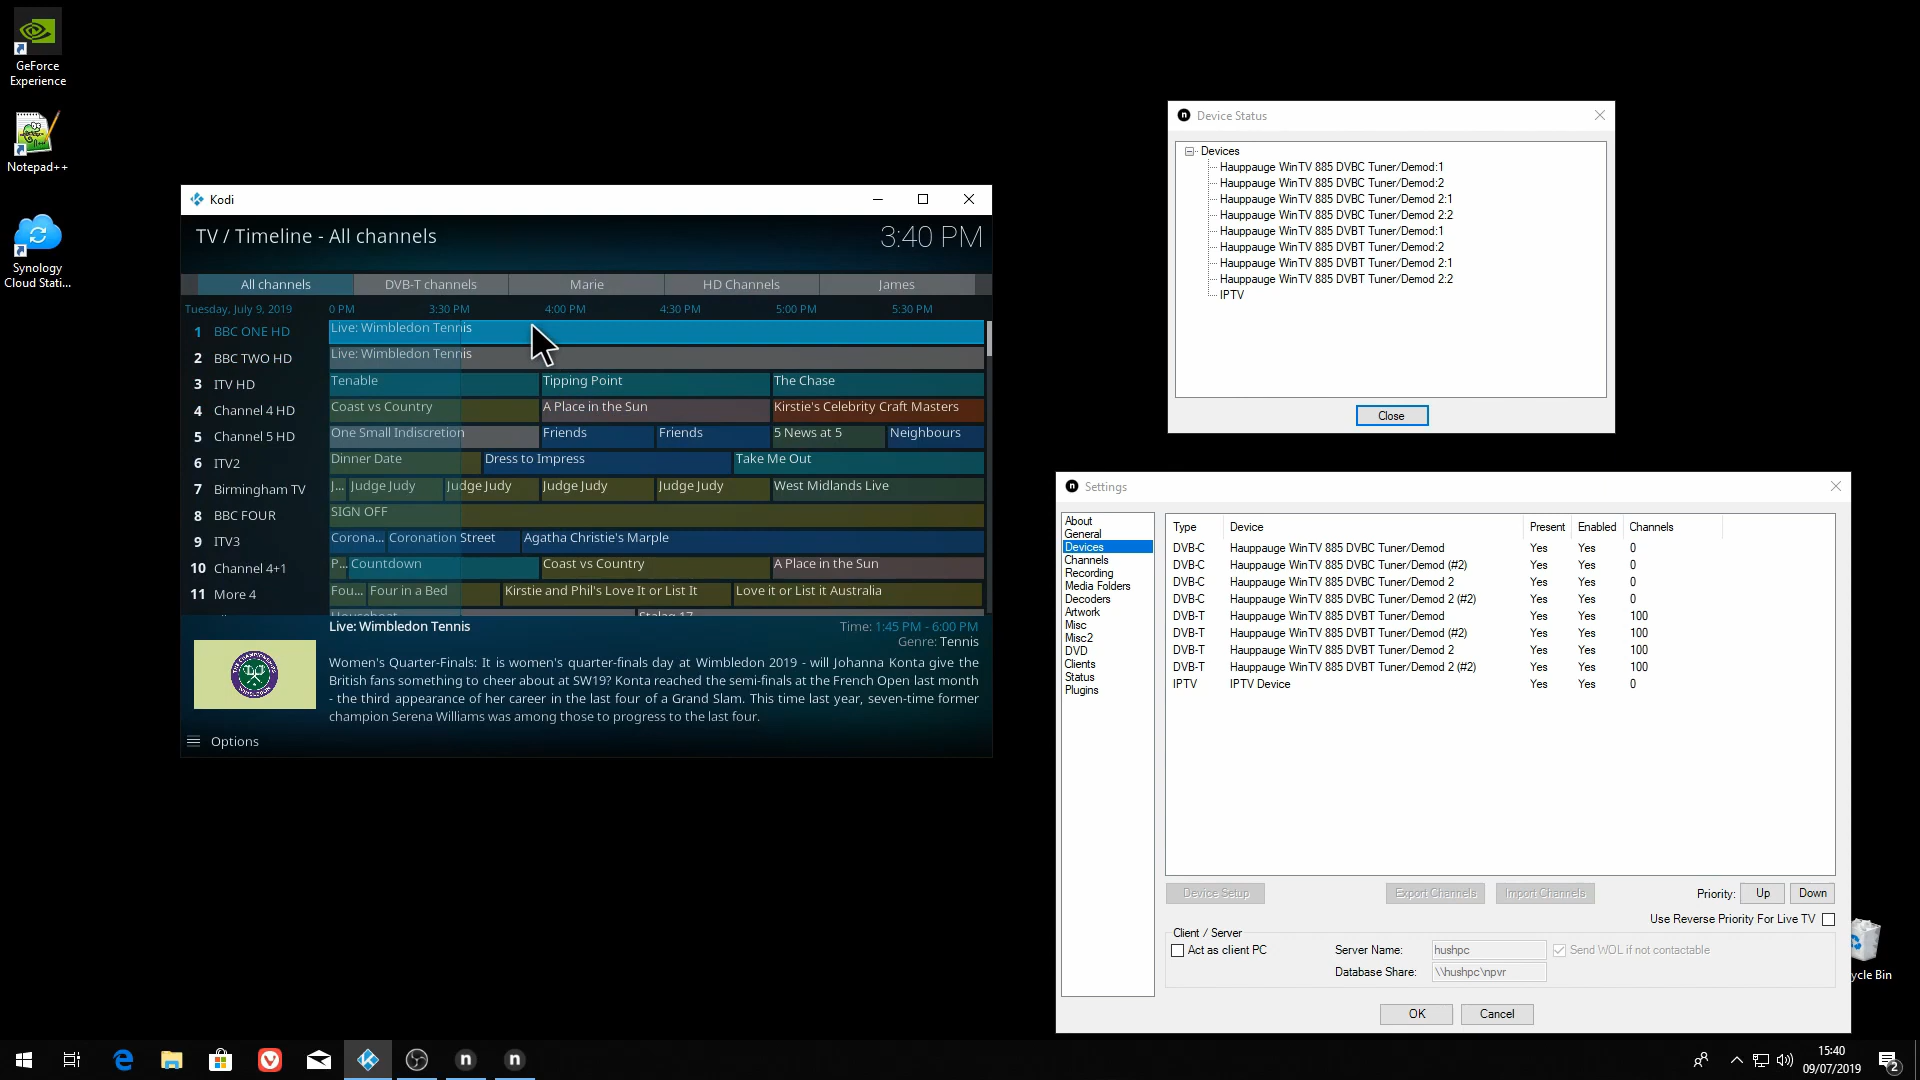 GeForce
Experience
Notepad++
Synology
Cloud Stati...
Kodi
TV / Timeline - All channels
3:40 PM
All channels
DVB-T channels
Marie
HD Channels
James
Tuesday, July 9, 2019
0 PM
3:30 PM
4:00 PM
4:30 PM
5:00 PM
5:30 PM
1 BBC ONE HD
Live: Wimbledon Tennis
2 BBC TWO HD
Live: Wimbledon Tennis
3 ITV HD
Tenable
Tipping Point
The Chase
4 Channel 4 HD
Coast vs Country
A Place in the Sun
Kirstie's Celebrity Craft Masters
5 Channel 5 HD
One Small Indiscretion
Friends
Friends
5 News at 5
Neighbours
6 ITV2
Dinner Date
Dress to Impress
Take Me Out
7 Birmingham TV
J...
Judge Judy
Judge Judy
Judge Judy
Judge Judy
West Midlands Live
8 BBC FOUR
SIGN OFF
9 ITV3
Corona...
Coronation Street
Agatha Christie's Marple
10 Channel 4+1
P...
Countdown
Coast vs Country
A Place in the Sun
11 More 4
Fou...
Four in a Bed
Kirstie and Phil's Love It or List It
Love it or List it Australia
Live: Wimbledon Tennis
Time: 1:45 PM - 6:00 PM
Genre: Tennis
Women's Quarter-Finals: It is women's quarter-finals day at Wimbledon 2019 - will Johanna Konta give the
British fans something to cheer about at SW19? Konta reached the semi-finals at the French Open last month
- the third appearance of her career in the last four of a Grand Slam. This time last year, seven-time former
champion Serena Williams was among those to progress to the last four.
Options
Device Status
Devices
Hauppauge WinTV 885 DVBC Tuner/Demod:1
Hauppauge WinTV 885 DVBC Tuner/Demod:2
Hauppauge WinTV 885 DVBC Tuner/Demod 2:1
Hauppauge WinTV 885 DVBC Tuner/Demod 2:2
Hauppauge WinTV 885 DVBT Tuner/Demod:1
Hauppauge WinTV 885 DVBT Tuner/Demod:2
Hauppauge WinTV 885 DVBT Tuner/Demod 2:1
Hauppauge WinTV 885 DVBT Tuner/Demod 2:2
IPTV
Close
Settings
About
General
Devices
Channels
Recording
Media Folders
Decoders
Artwork
Misc
Misc2
DVD
Clients
Status
Plugins
Type Device Present Enabled Channels
DVB-C Hauppauge WinTV 885 DVBC Tuner/Demod Yes Yes 0
DVB-C Hauppauge WinTV 885 DVBC Tuner/Demod (#2) Yes Yes 0
DVB-C Hauppauge WinTV 885 DVBC Tuner/Demod 2 Yes Yes 0
DVB-C Hauppauge WinTV 885 DVBC Tuner/Demod 2 (#2) Yes Yes 0
DVB-T Hauppauge WinTV 885 DVBT Tuner/Demod Yes Yes 100
DVB-T Hauppauge WinTV 885 DVBT Tuner/Demod (#2) Yes Yes 100
DVB-T Hauppauge WinTV 885 DVBT Tuner/Demod 2 Yes Yes 100
DVB-T Hauppauge WinTV 885 DVBT Tuner/Demod 2 (#2) Yes Yes 100
IPTV IPTV Device Yes Yes 0
Device Setup
Export Channels
Import Channels
Priority: Up Down
Use Reverse Priority For Live TV
Client / Server
Act as client PC
Server Name: hushpc
Send WOL if not contactable
Database Share: \\hushpc\npvr
OK
Cancel
ycle Bin
15:40
09/07/2019
2